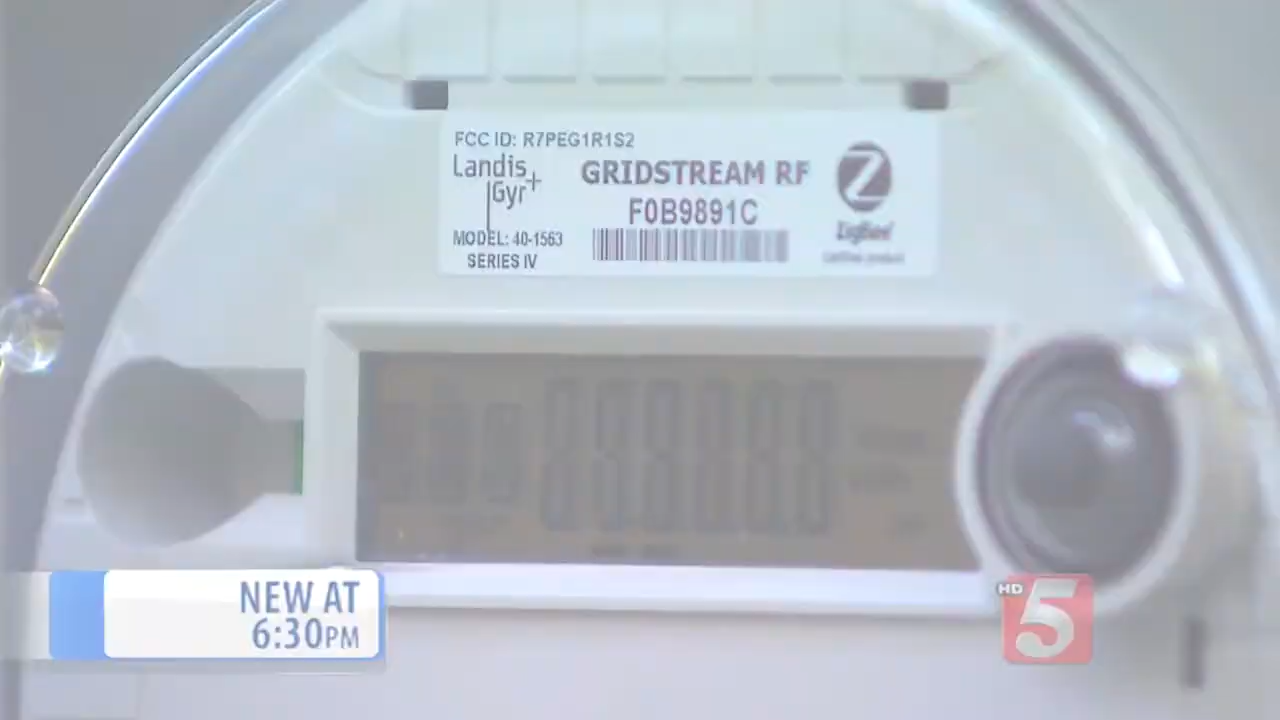 FCC ID: R7PEG1R1S2
Landis
Gyr+
GRIDSTREAM RF
F0B9891C
MODEL: 40-1563
SERIES IV
Z
ZigBee
NEW AT
6:30PM
HD
5